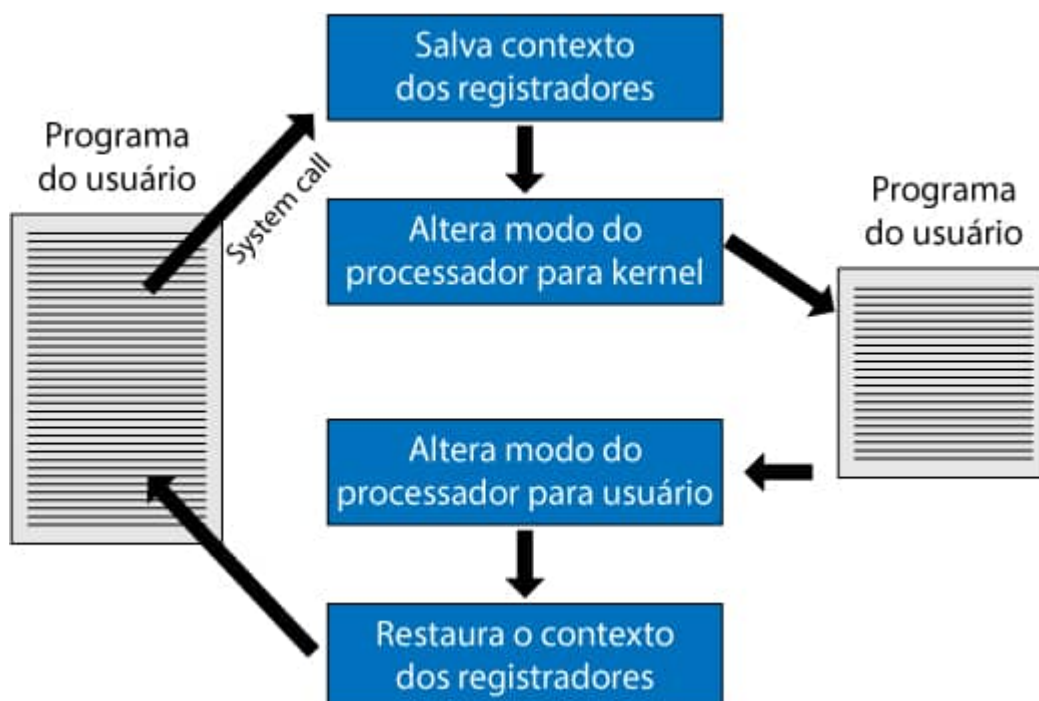 Salva contexto
dos registradores
Programa
do usuário
System call
Altera modo do
processador para kernel
Programa
do usuário
Altera modo do
processador para usuário
Restaura o contexto
dos registradores